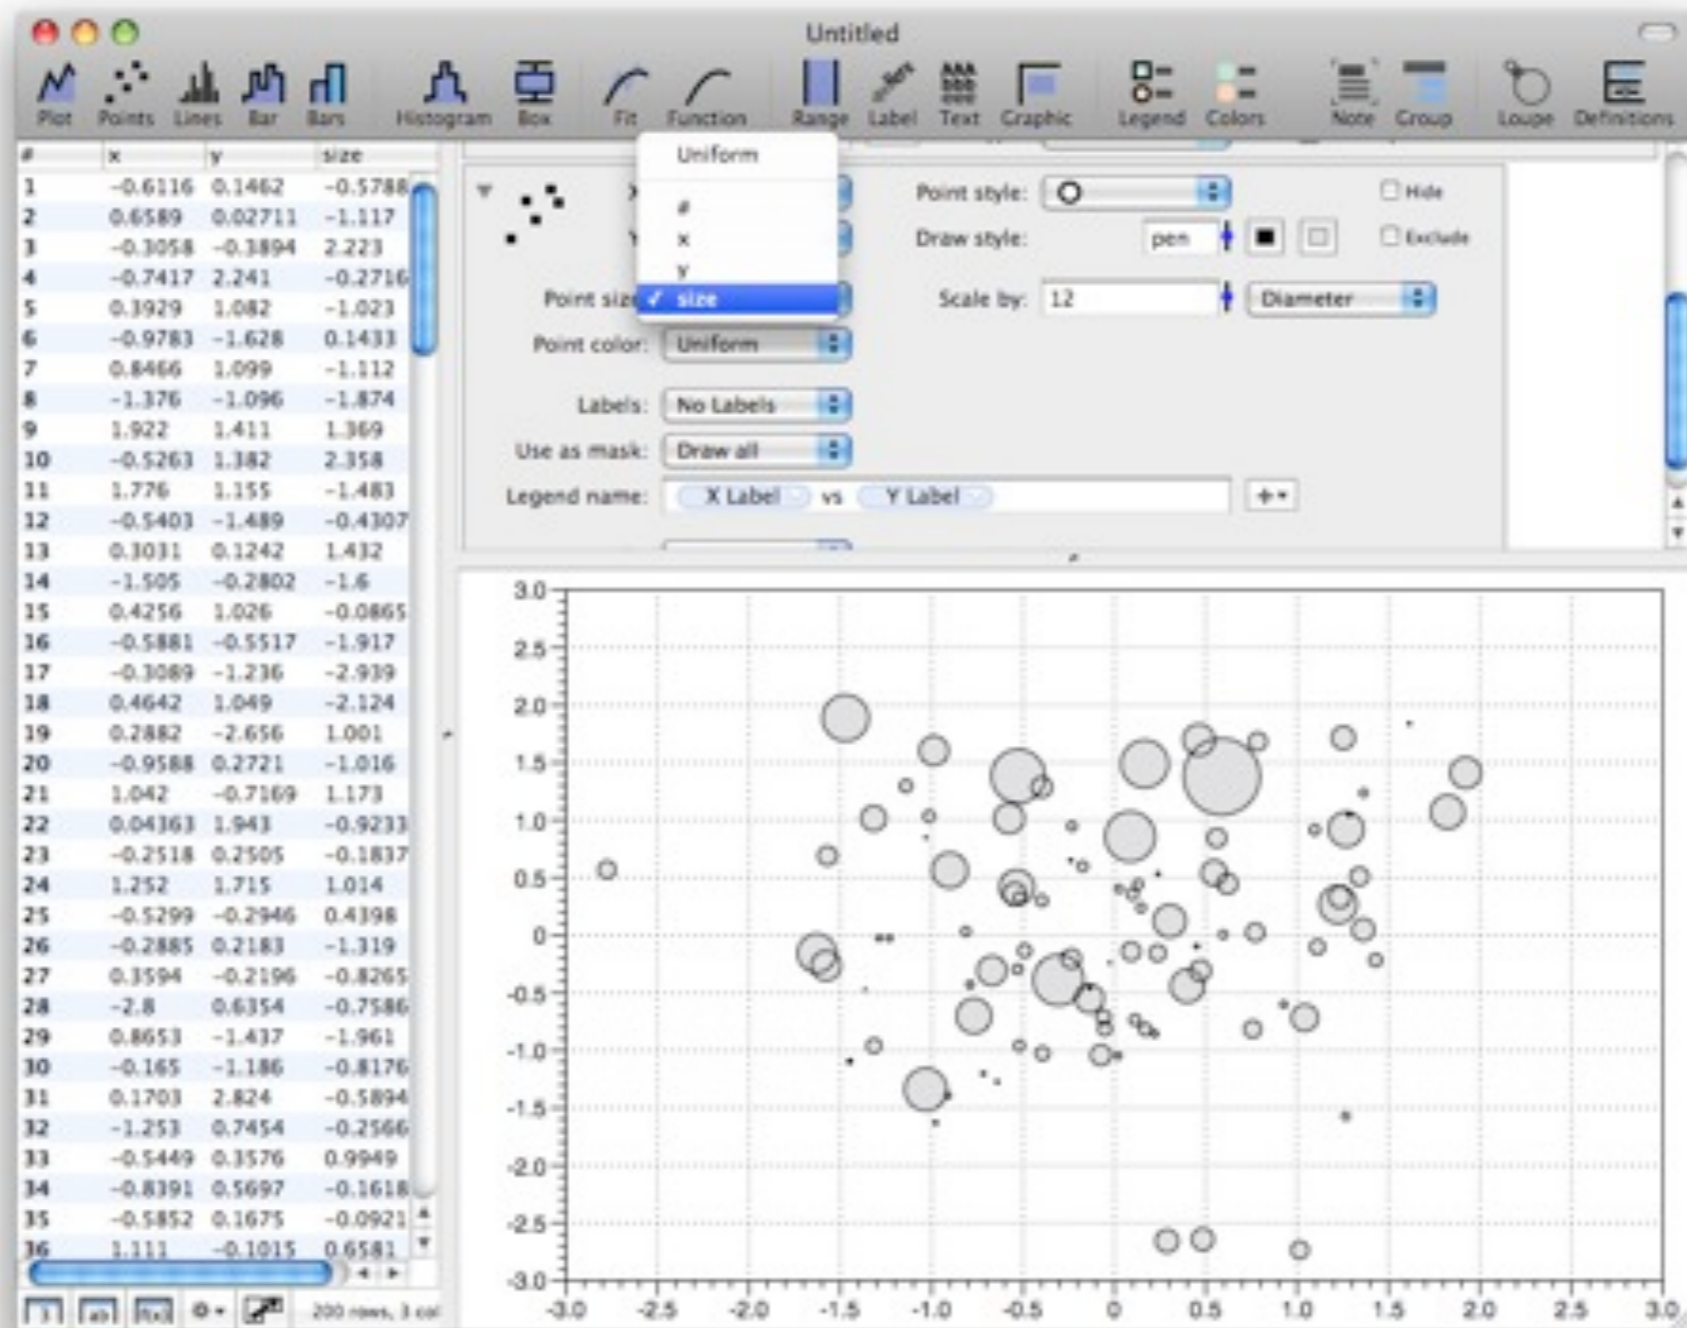 Untitled
Plot Points Lines Bar Bars Histogram Box Fit Function Range Label Text Graphic Legend Colors Note Group Loupe Definitions
# x y size
1 -0.6116 0.1462 -0.5788
2 0.6589 0.02711 -1.117
3 -0.3058 -0.3894 2.223
4 -0.7417 2.241 -0.2716
5 0.3929 1.082 -1.023
6 -0.9783 -1.628 0.1433
7 0.8466 1.099 -1.112
8 -1.376 -1.096 -1.874
9 1.922 1.411 1.369
10 -0.5263 1.382 2.358
11 1.776 1.155 -1.483
12 -0.5403 -1.489 -0.4307
13 0.3031 0.1242 1.432
14 -1.505 -0.2802 -1.6
15 0.4256 1.026 -0.0865
16 -0.5881 -0.5517 -1.917
17 -0.3089 -1.236 -2.939
18 0.4642 1.049 -2.124
19 0.2882 -2.656 1.001
20 -0.9588 0.2721 -1.016
21 1.042 -0.7169 1.173
22 0.04363 1.943 -0.9233
23 -0.2518 0.2505 -0.1837
24 1.252 1.715 1.014
25 -0.5299 -0.2946 0.4398
26 -0.2885 0.2183 -1.319
27 0.3594 -0.2196 -0.8265
28 -2.8 0.6354 -0.7586
29 0.8653 -1.437 -1.961
30 -0.165 -1.186 -0.8176
31 0.1703 2.824 -0.5894
32 -1.253 0.7454 -0.2566
33 -0.5449 0.3576 0.9949
34 -0.8391 0.5697 -0.1618
35 -0.5852 0.1675 -0.0921
36 1.111 -0.1015 0.6581
200 rows, 3 col
Uniform
#
x
y
✓ size
Point style:
Hide
Draw style: pen
Exclude
Point size
Scale by: 12 Diameter
Point color: Uniform
Labels: No Labels
Use as mask: Draw all
Legend name: X Label vs Y Label
3.0
2.5
2.0
1.5
1.0
0.5
0
-0.5
-1.0
-1.5
-2.0
-2.5
-3.0
-3.0 -2.5 -2.0 -1.5 -1.0 -0.5 0 0.5 1.0 1.5 2.0 2.5 3.0